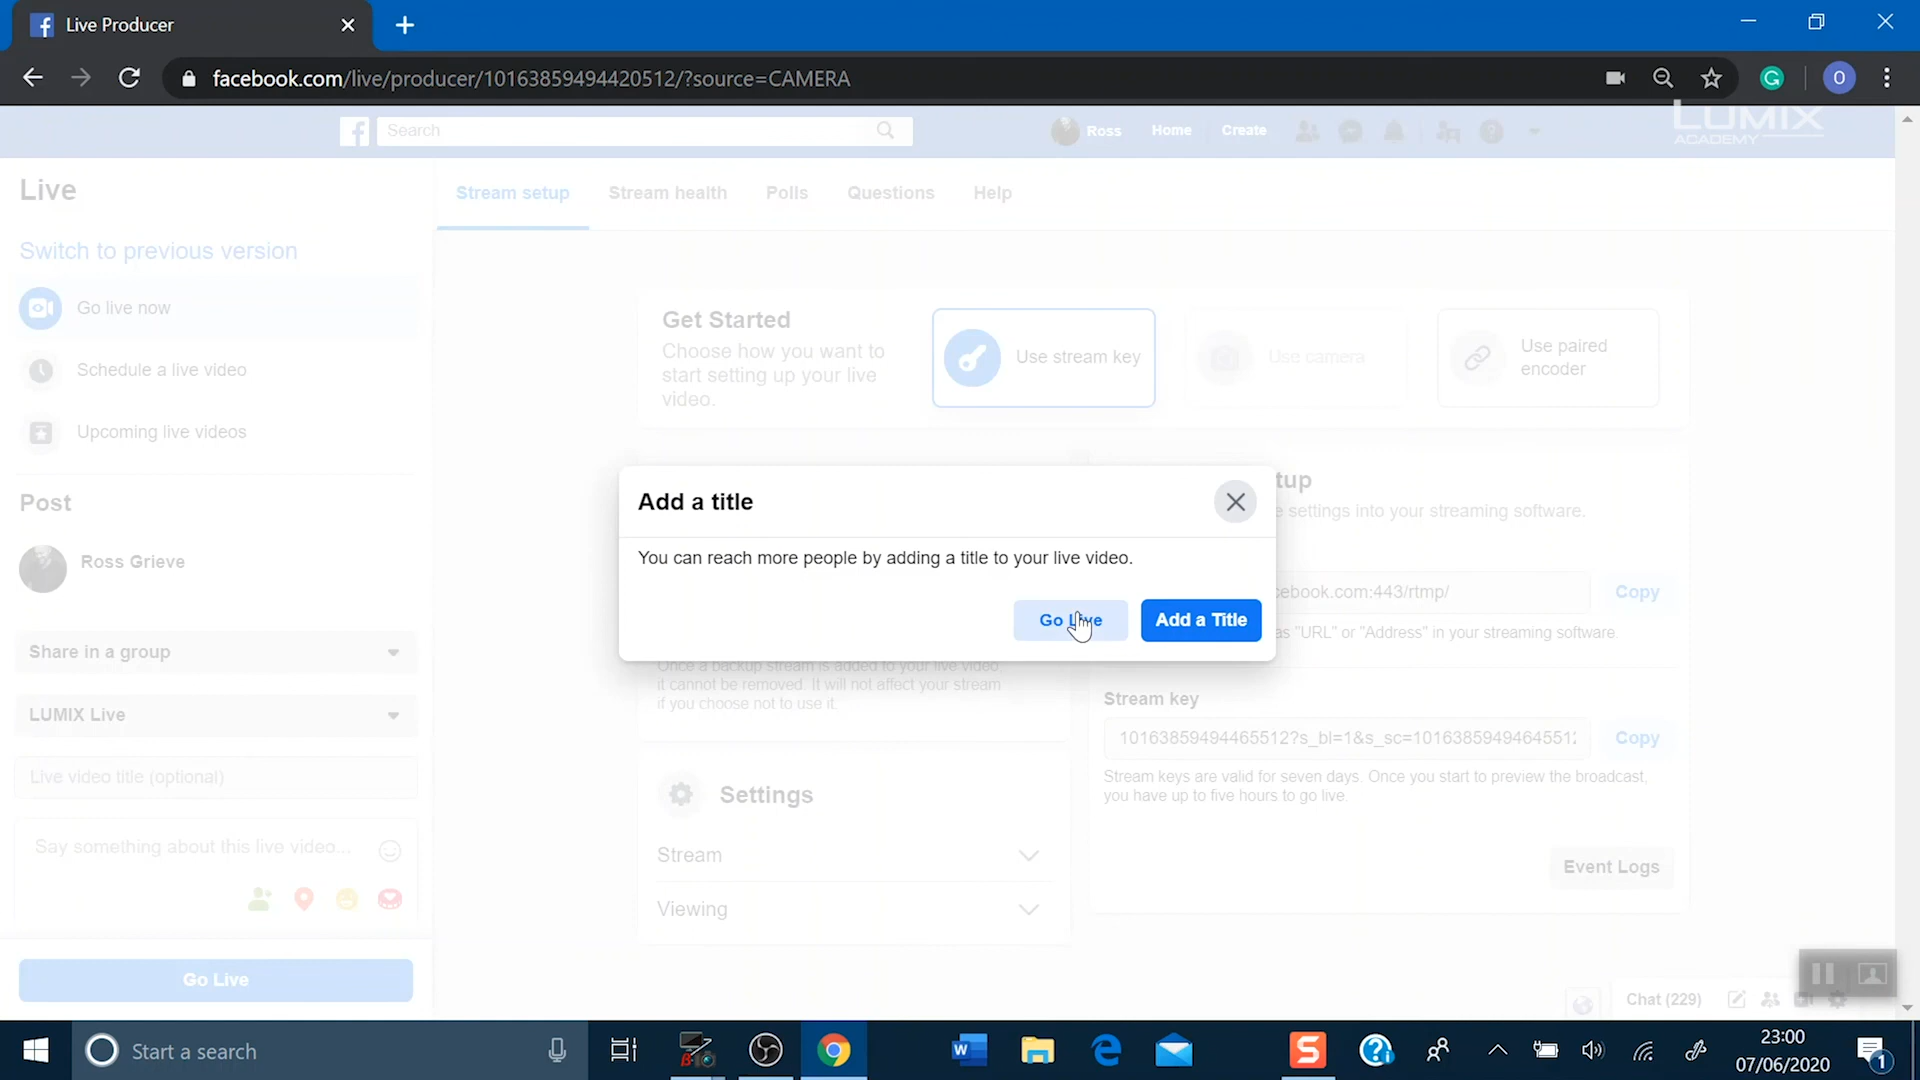 Live Producer
facebook.com/live/producer/10163859494420512/?source=CAMERA
O
LUMIX
ACADEMY
Search
Ross
Home
Create
Live
Stream setup
Stream health
Polls
Questions
Help
Switch to previous version
Go live now
Schedule a live video
Upcoming live videos
Post
Ross Grieve
Share in a group
LUMIX Live
Live video title (optional)
Say something about this live video...
Go Live
Get Started
Choose how you want to
start setting up your live
video.
Use stream key
Use camera
Use paired
encoder
Add a title
You can reach more people by adding a title to your live video.
Go Live
Add a Title
tup
settings into your streaming software.
cebook.com:443/rtmp/
Copy
as "URL" or "Address" in your streaming software.
Once a backup stream is added to your live video,
it cannot be removed. It will not affect your stream
if you choose not to use it.
Stream key
10163859494465512?s_bl=1&s_sc=1016385949464551
Copy
Stream keys are valid for seven days. Once you start to preview the broadcast,
you have up to five hours to go live.
Settings
Stream
Viewing
Event Logs
Chat (229)
Start a search
23:00
07/06/2020
1